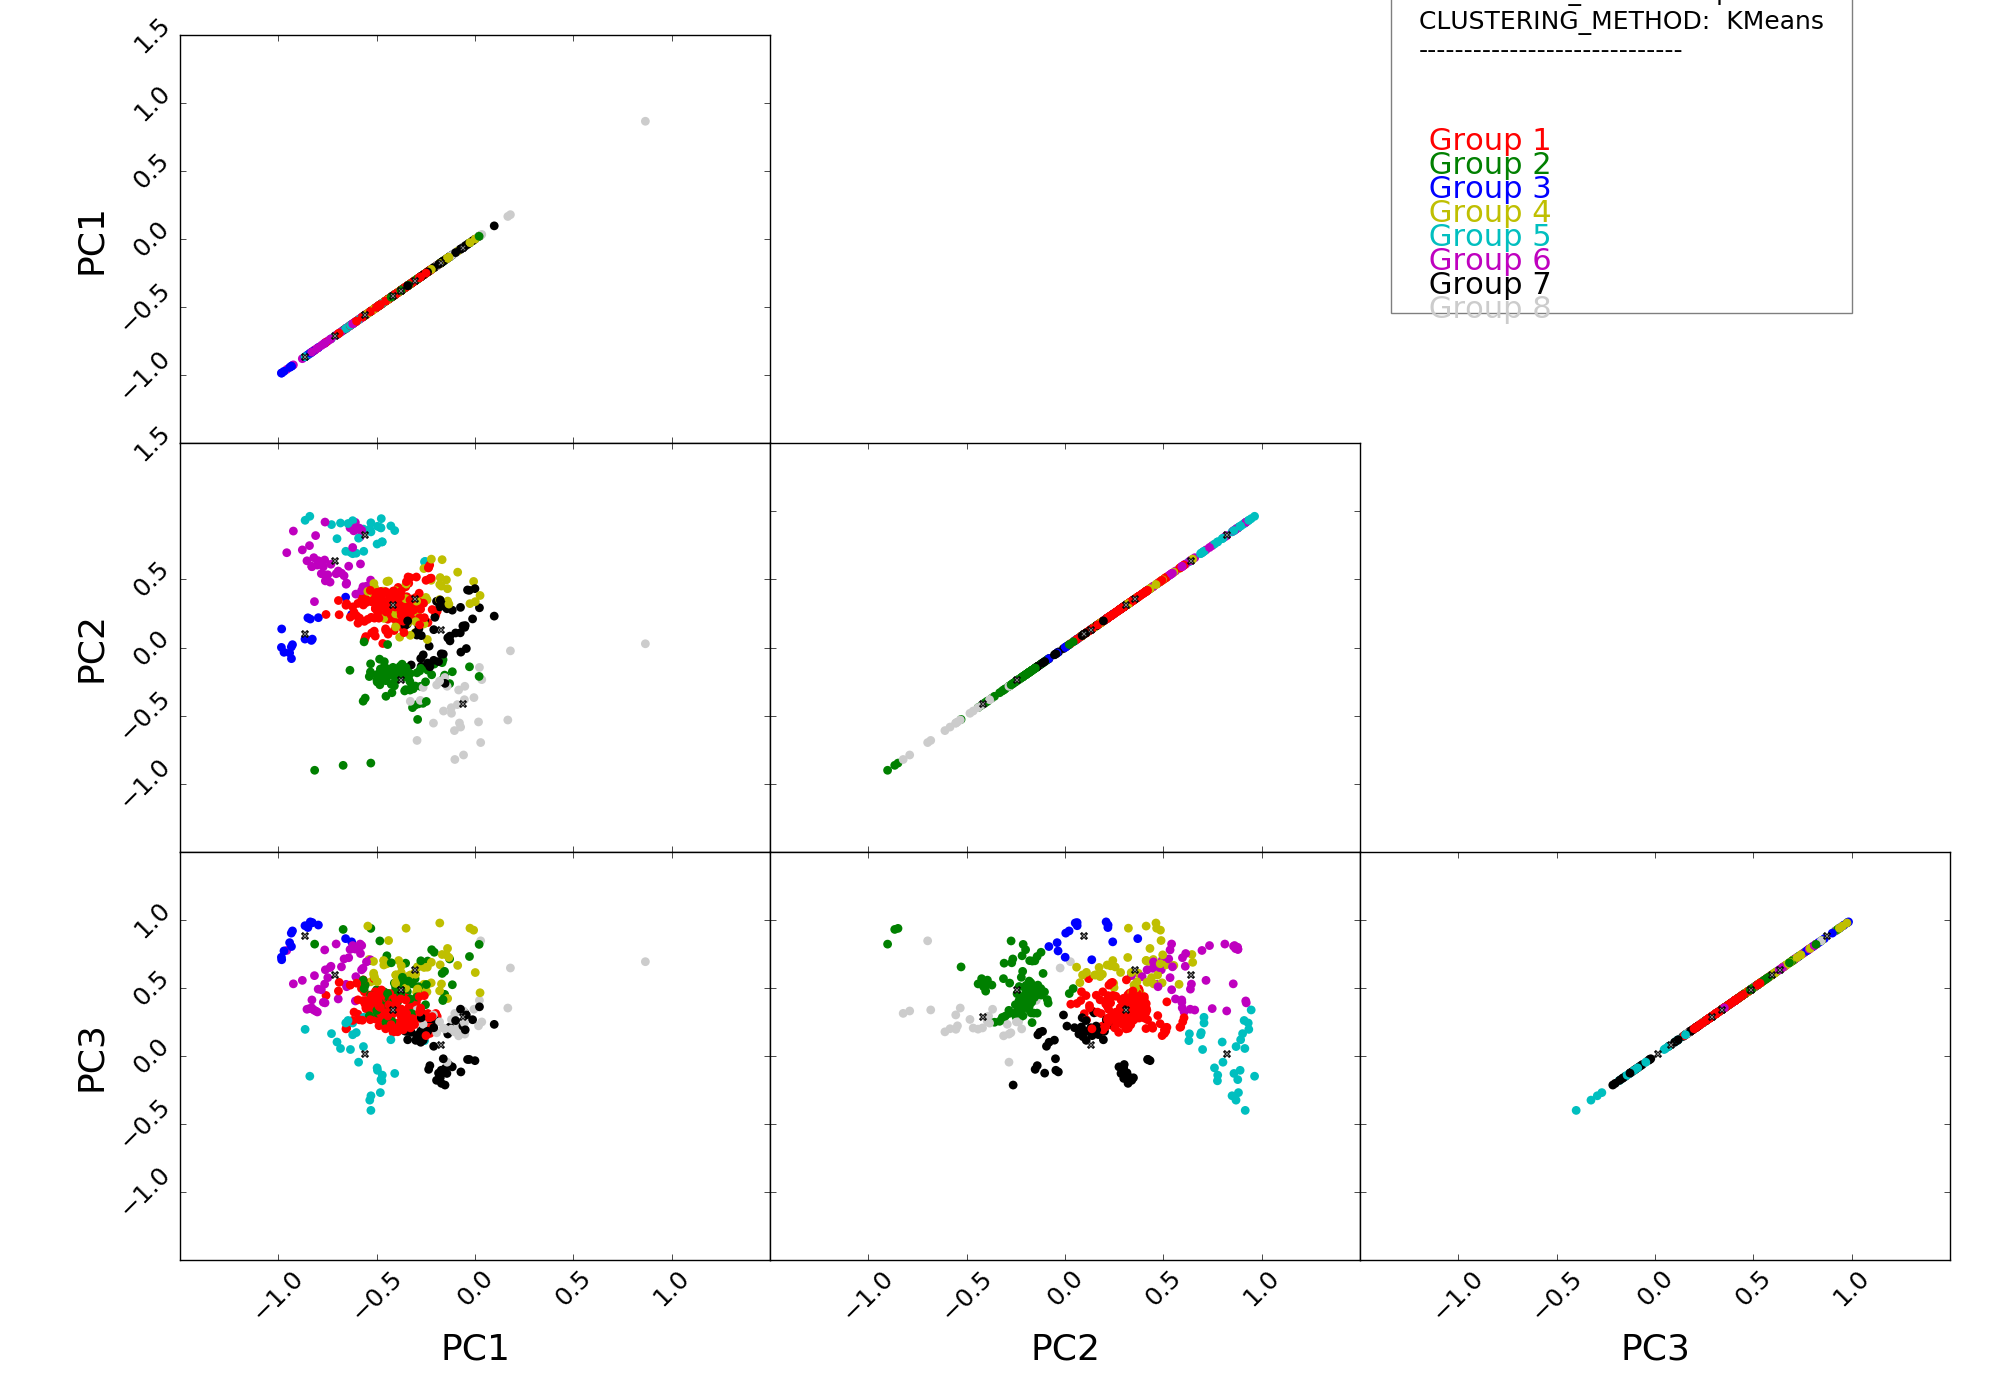 CLUSTERING_METHOD:  KMeans
-----------------------------
Group 1
Group 2
Group 3
Group 4
Group 5
Group 6
Group 7
Group 8
1.5
1.0
0.5
0.0
−0.5
−1.0
PC1
1.5
0.5
0.0
−0.5
−1.0
PC2
1.0
0.5
0.0
−0.5
−1.0
PC3
−1.0 −0.5 0.0 0.5 1.0
−1.0 −0.5 0.0 0.5 1.0
−1.0 −0.5 0.0 0.5 1.0
PC1 PC2 PC3